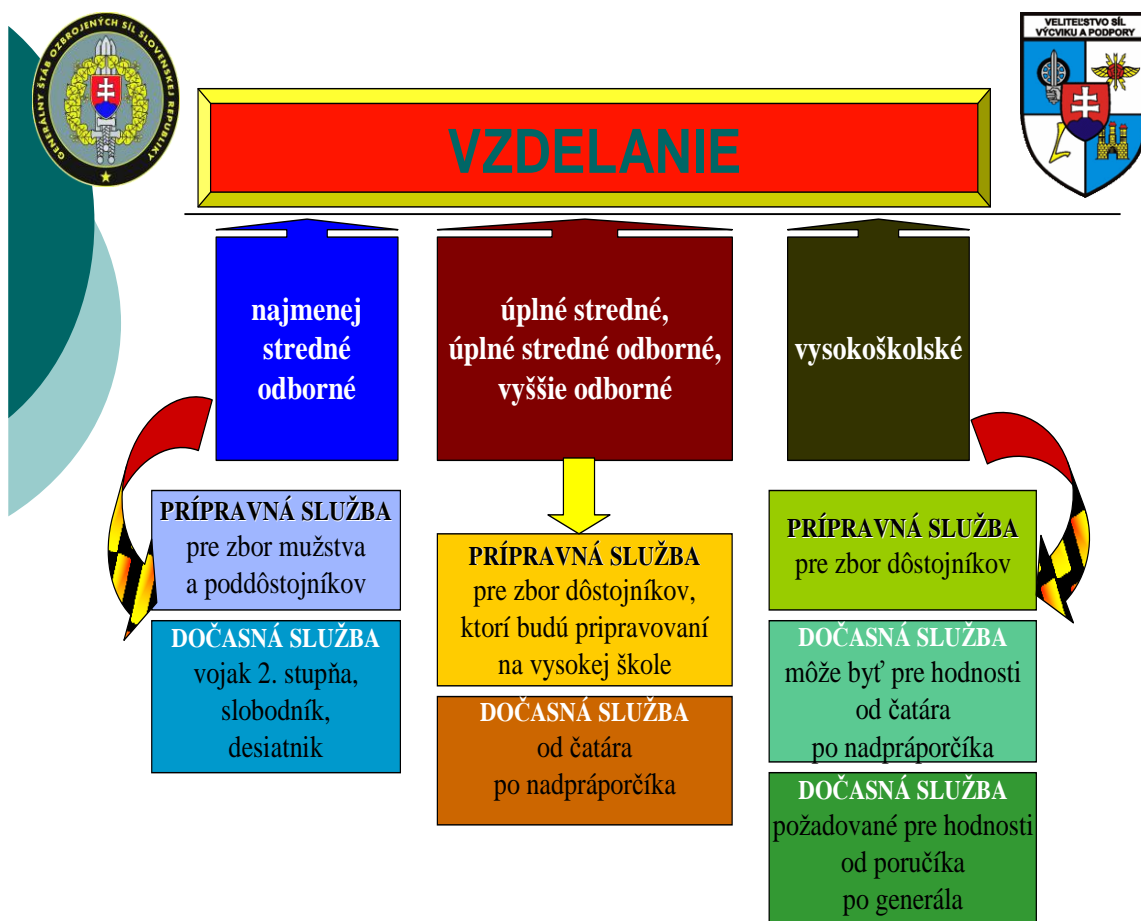 GENERÁLNY ŠTÁB OZBROJENÝCH SÍL SLOVENSKEJ REPUBLIKY
VELITEĽSTVO SÍL
VÝCVIKU A PODPORY
VZDELANIE
najmenej
stredné
odborné
PRÍPRAVNÁ SLUŽBA
pre zbor mužstva
a poddôstojníkov
DOČASNÁ SLUŽBA
vojak 2. stupňa,
slobodník,
desiatnik
úplné stredné,
úplné stredné odborné,
vyššie odborné
PRÍPRAVNÁ SLUŽBA
pre zbor dôstojníkov,
ktorí budú pripravovaní
na vysokej škole
DOČASNÁ SLUŽBA
od čatára
po nadpráporčíka
vysokoškolské
PRÍPRAVNÁ SLUŽBA
pre zbor dôstojníkov
DOČASNÁ SLUŽBA
môže byť pre hodnosti
od čatára
po nadpráporčíka
DOČASNÁ SLUŽBA
požadované pre hodnosti
od poručíka
po generála